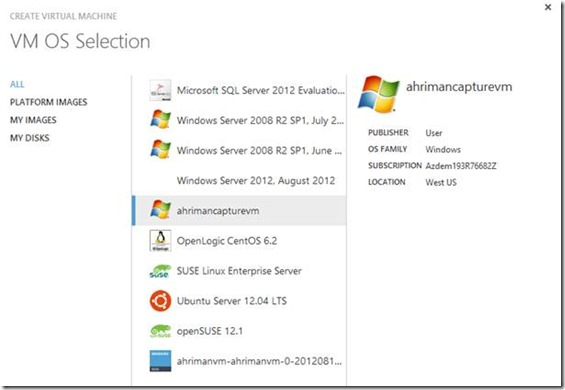 CREATE VIRTUAL MACHINE
VM OS Selection
ALL
PLATFORM IMAGES
MY IMAGES
MY DISKS
Microsoft SQL Server 2012 Evaluatio...
Windows Server 2008 R2 SP1, July 2...
Windows Server 2008 R2 SP1, June ...
Windows Server 2012, August 2012
ahrimancapturevm
OpenLogic CentOS 6.2
SUSE Linux Enterprise Server
Ubuntu Server 12.04 LTS
openSUSE 12.1
ahrimanvm-ahrimanvm-0-2012081...
ahrimancapturevm
PUBLISHER User
OS FAMILY Windows
SUBSCRIPTION Azdem193R76682Z
LOCATION West US